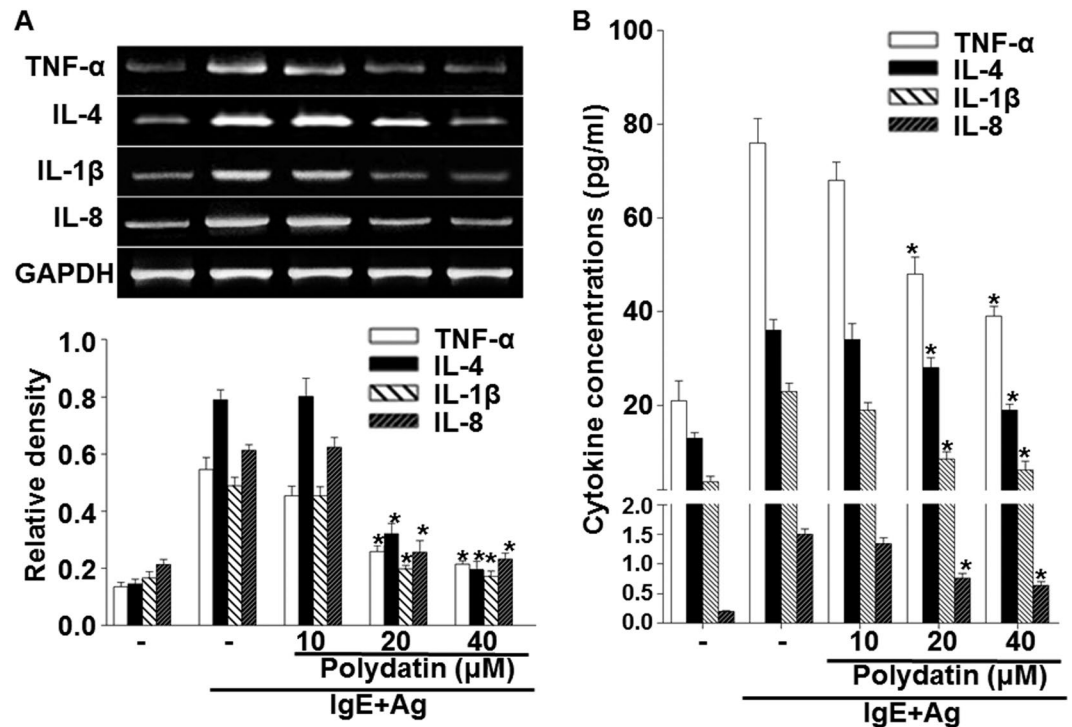 A
TNF-α
IL-4
IL-1β
IL-8
GAPDH
Relative density
1.0
0.8
0.6
0.4
0.2
0.0
TNF-α
IL-4
IL-1β
IL-8
* * * *
* * * *
- - 10 20 40
Polydatin (μM)
IgE+Ag
B
Cytokine concentrations (pg/ml)
100
80
60
40
20
2.0
1.5
1.0
0.5
0.0
TNF-α
IL-4
IL-1β
IL-8
* * * *
* * * *
- - 10 20 40
Polydatin (μM)
IgE+Ag